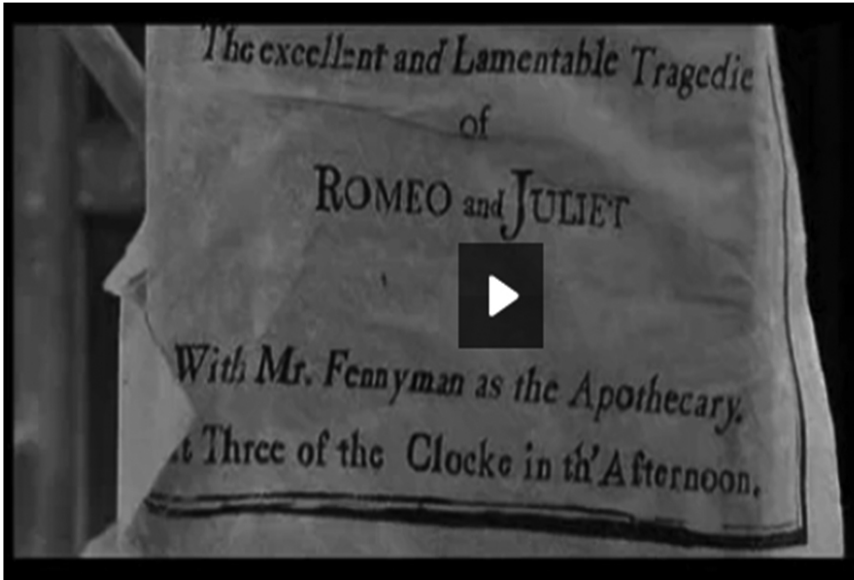 The excellent and Lamentable Tragedie
of
ROMEO and JULIET
With Mr. Fennyman as the Apothecary.
t Three of the Clocke in th' Afternoon.